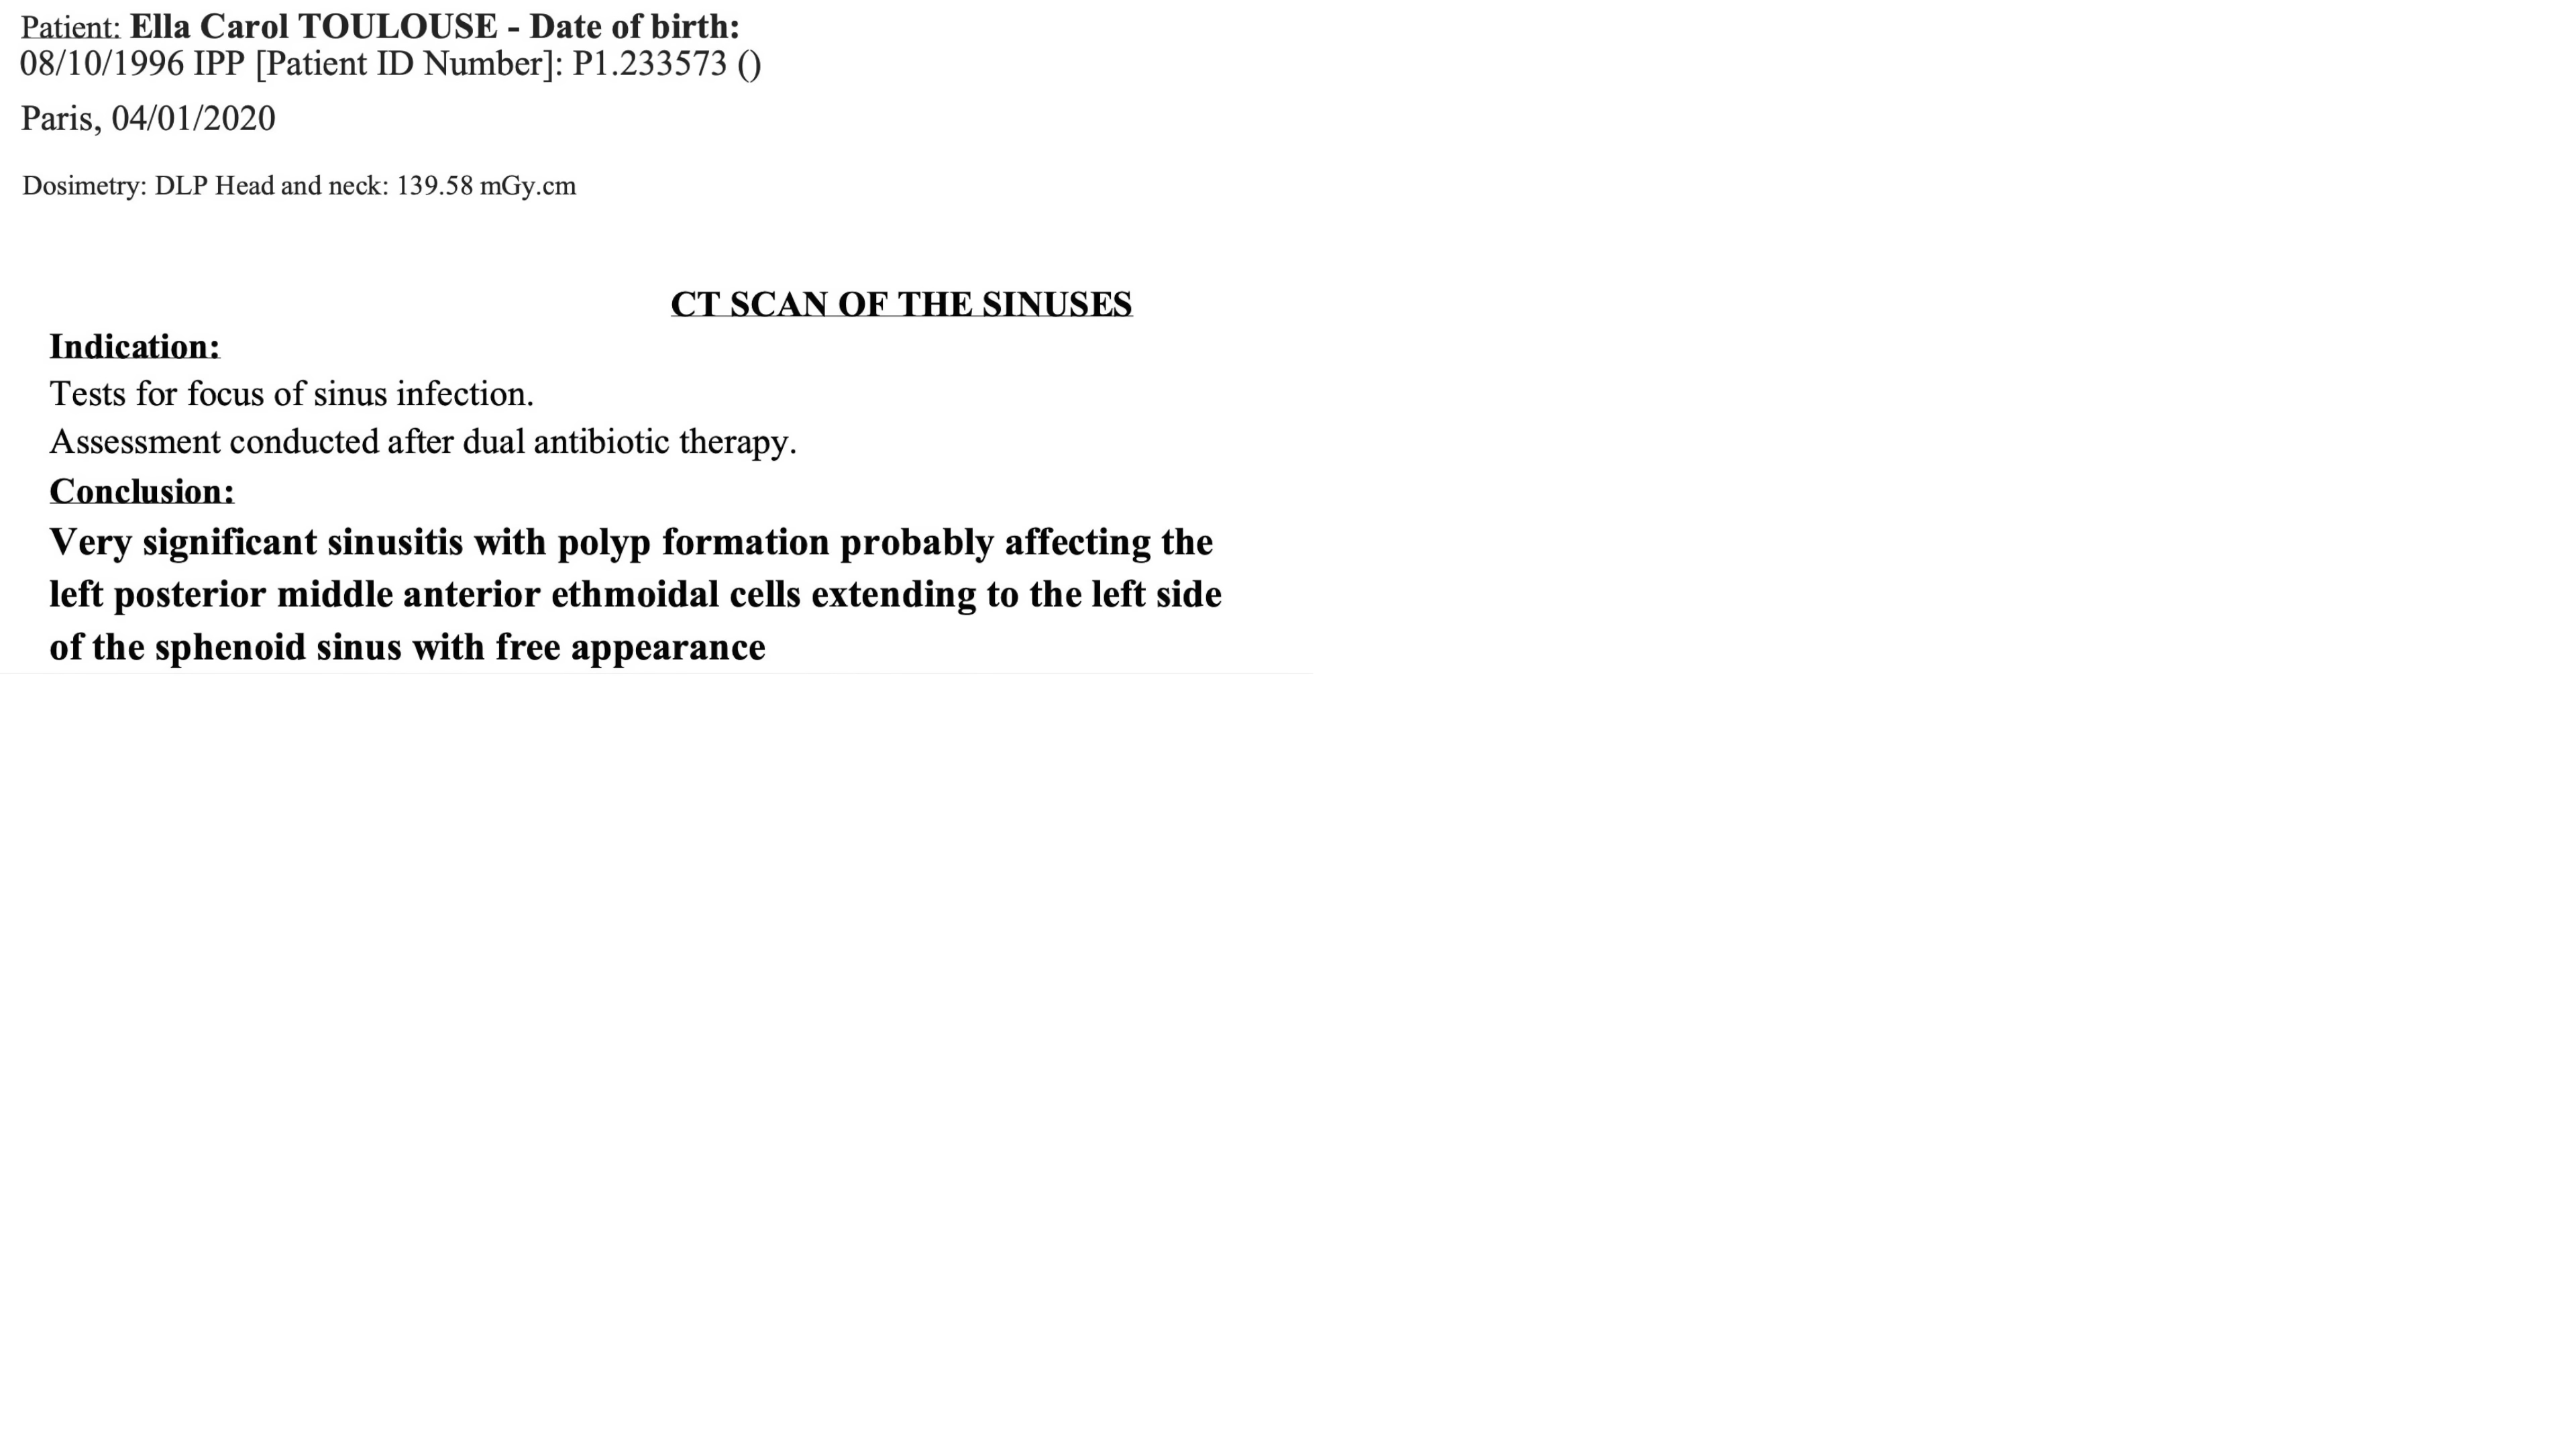 Patient: Ella Carol TOULOUSE - Date of birth:
08/10/1996 IPP [Patient ID Number]: P1.233573 ()
Paris, 04/01/2020
Dosimetry: DLP Head and neck: 139.58 mGy.cm
CT SCAN OF THE SINUSES
Indication:
Tests for focus of sinus infection.
Assessment conducted after dual antibiotic therapy.
Conclusion:
Very significant sinusitis with polyp formation probably affecting the
left posterior middle anterior ethmoidal cells extending to the left side
of the sphenoid sinus with free appearance